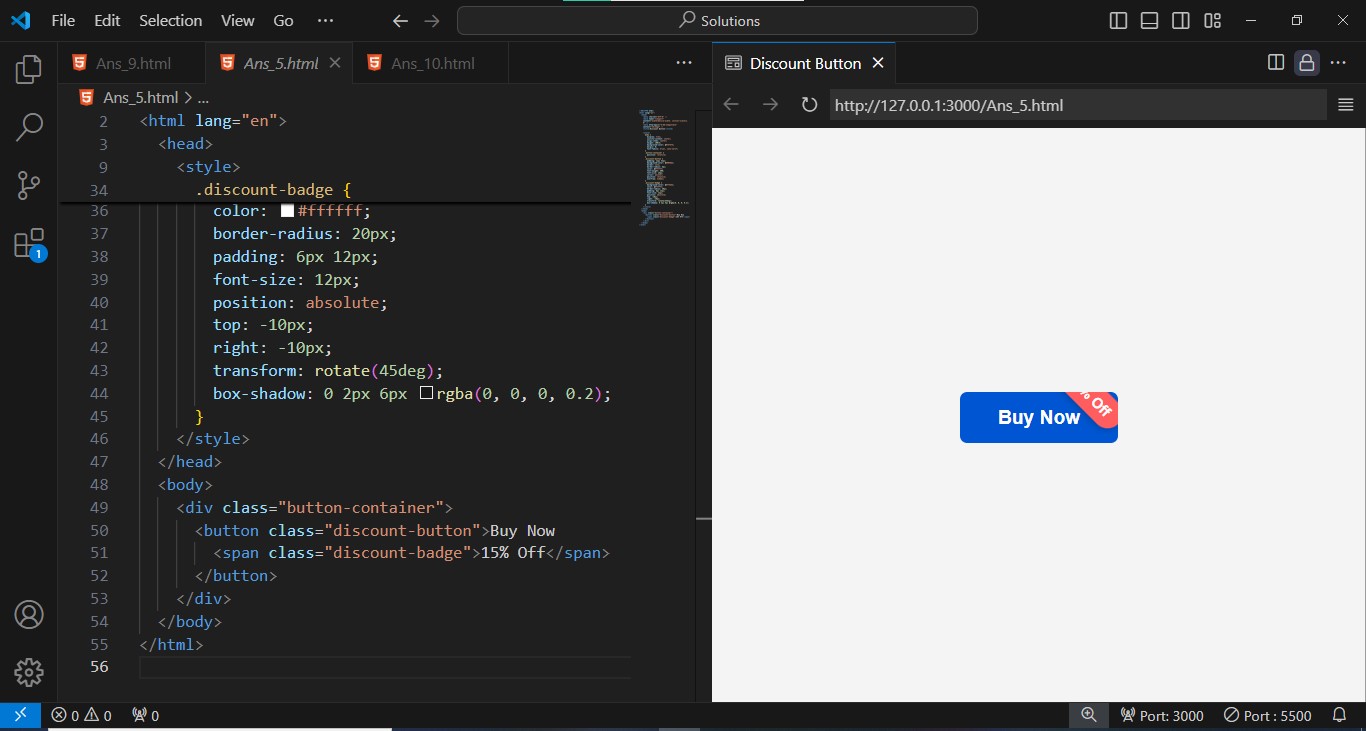 File Edit Selection View Go ... Solutions
Ans_9.html Ans_5.html Ans_10.html ...
Discount Button
Ans_5.html > ...
http://127.0.0.1:3000/Ans_5.html
2 <html lang="en">
3 <head>
9 <style>
34 .discount-badge {
36 color: #ffffff;
37 border-radius: 20px;
38 padding: 6px 12px;
39 font-size: 12px;
40 position: absolute;
41 top: -10px;
42 right: -10px;
43 transform: rotate(45deg);
44 box-shadow: 0 2px 6px rgba(0, 0, 0, 0.2);
45 }
46 </style>
47 </head>
48 <body>
49 <div class="button-container">
50 <button class="discount-button">Buy Now
51 <span class="discount-badge">15% Off</span>
52 </button>
53 </div>
54 </body>
55 </html>
56
Buy Now % Off
1
0 0 0 Port: 3000 Port : 5500